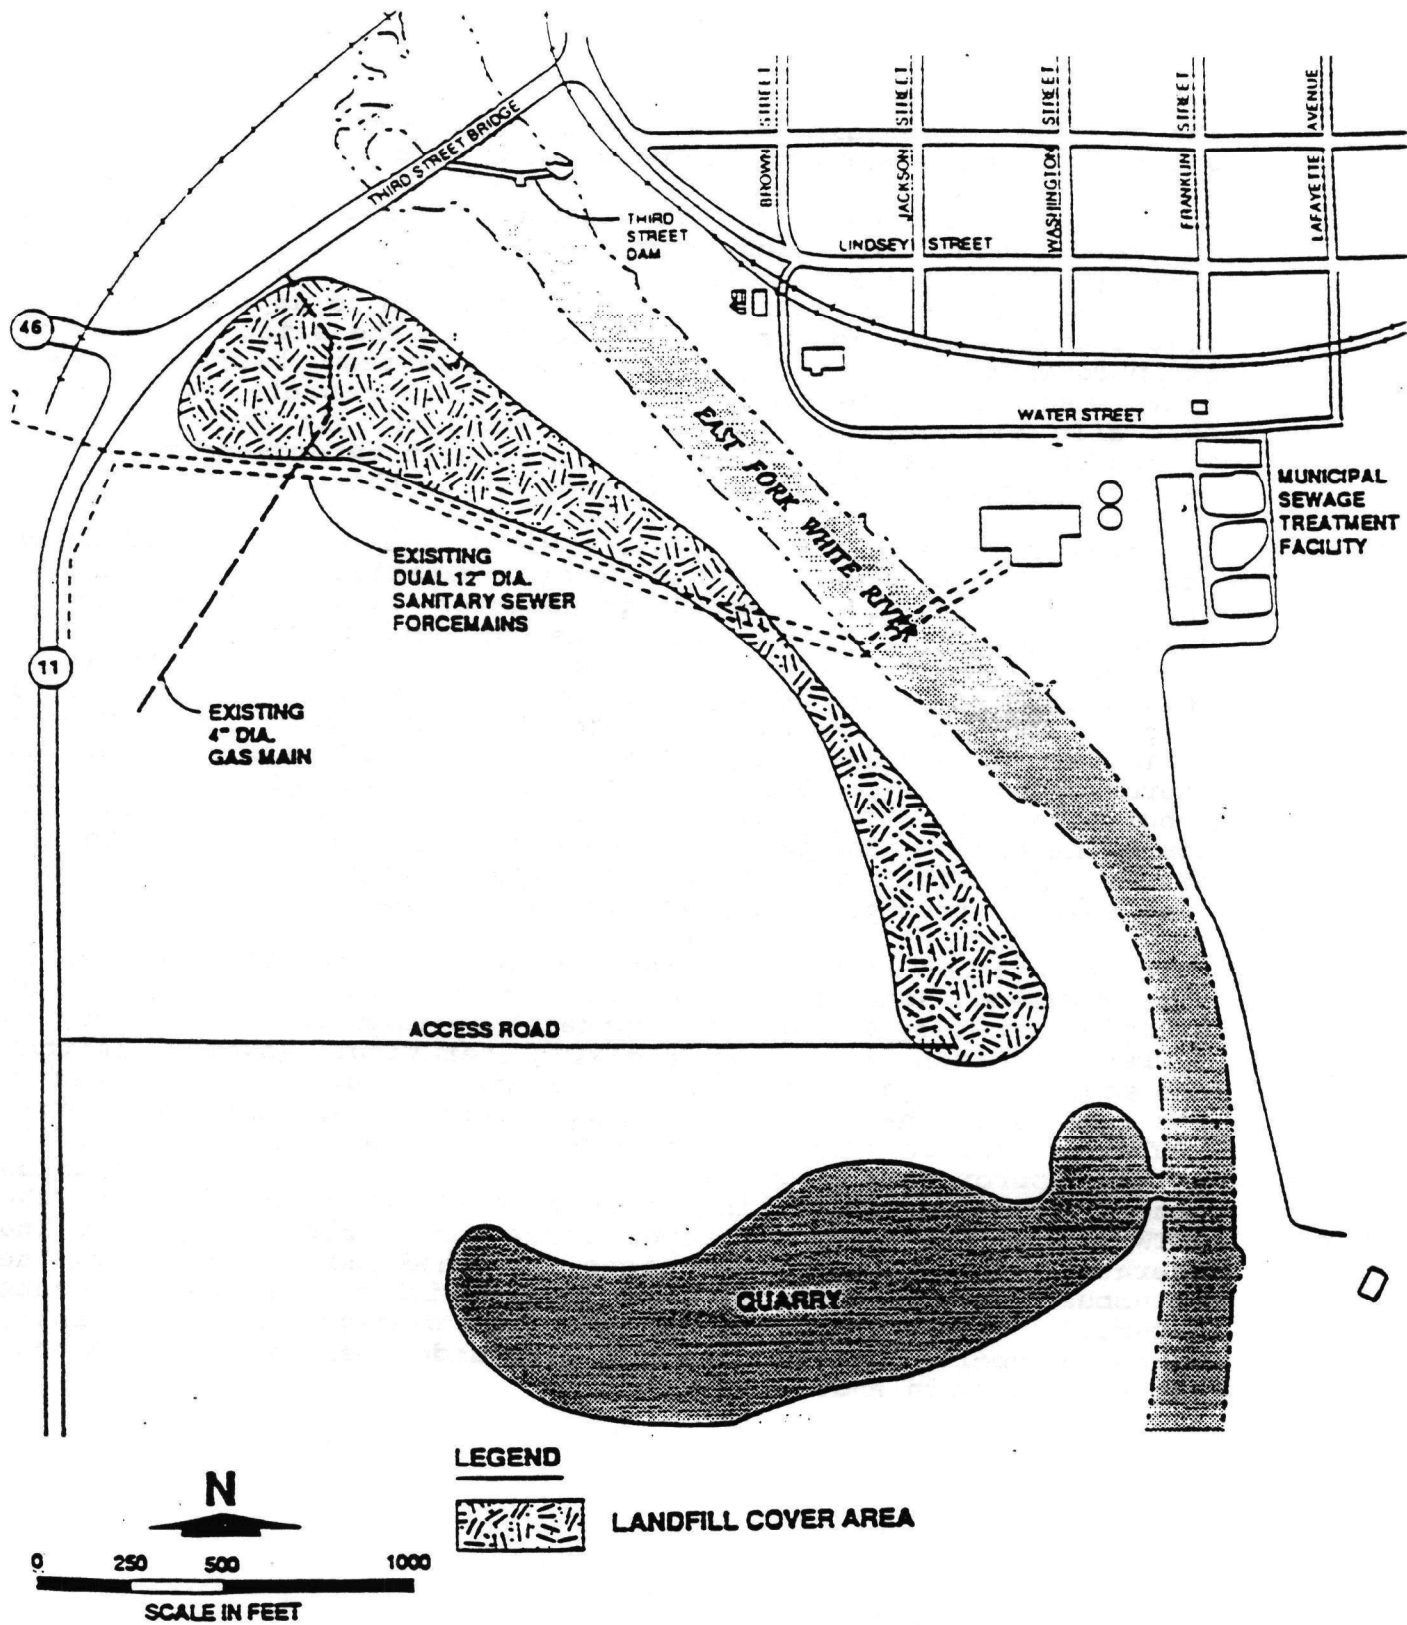 THIRD STREET BRIDGE
THIRD
STREET
DAM
BROWN STREET
JACKSON STREET
WASHINGTON STREET
FRANKLIN STREET
LAFAYETTE AVENUE
LINDSEY STREET
46
WATER STREET
EAST FORK WHITE RIVER
MUNICIPAL
SEWAGE
TREATMENT
FACILITY
EXISITING
DUAL 12" DIA.
SANITARY SEWER
FORCEMAINS
11
EXISTING
4" DIA.
GAS MAIN
ACCESS ROAD
QUARRY
LEGEND
LANDFILL COVER AREA
N
0 250 500 1000
SCALE IN FEET